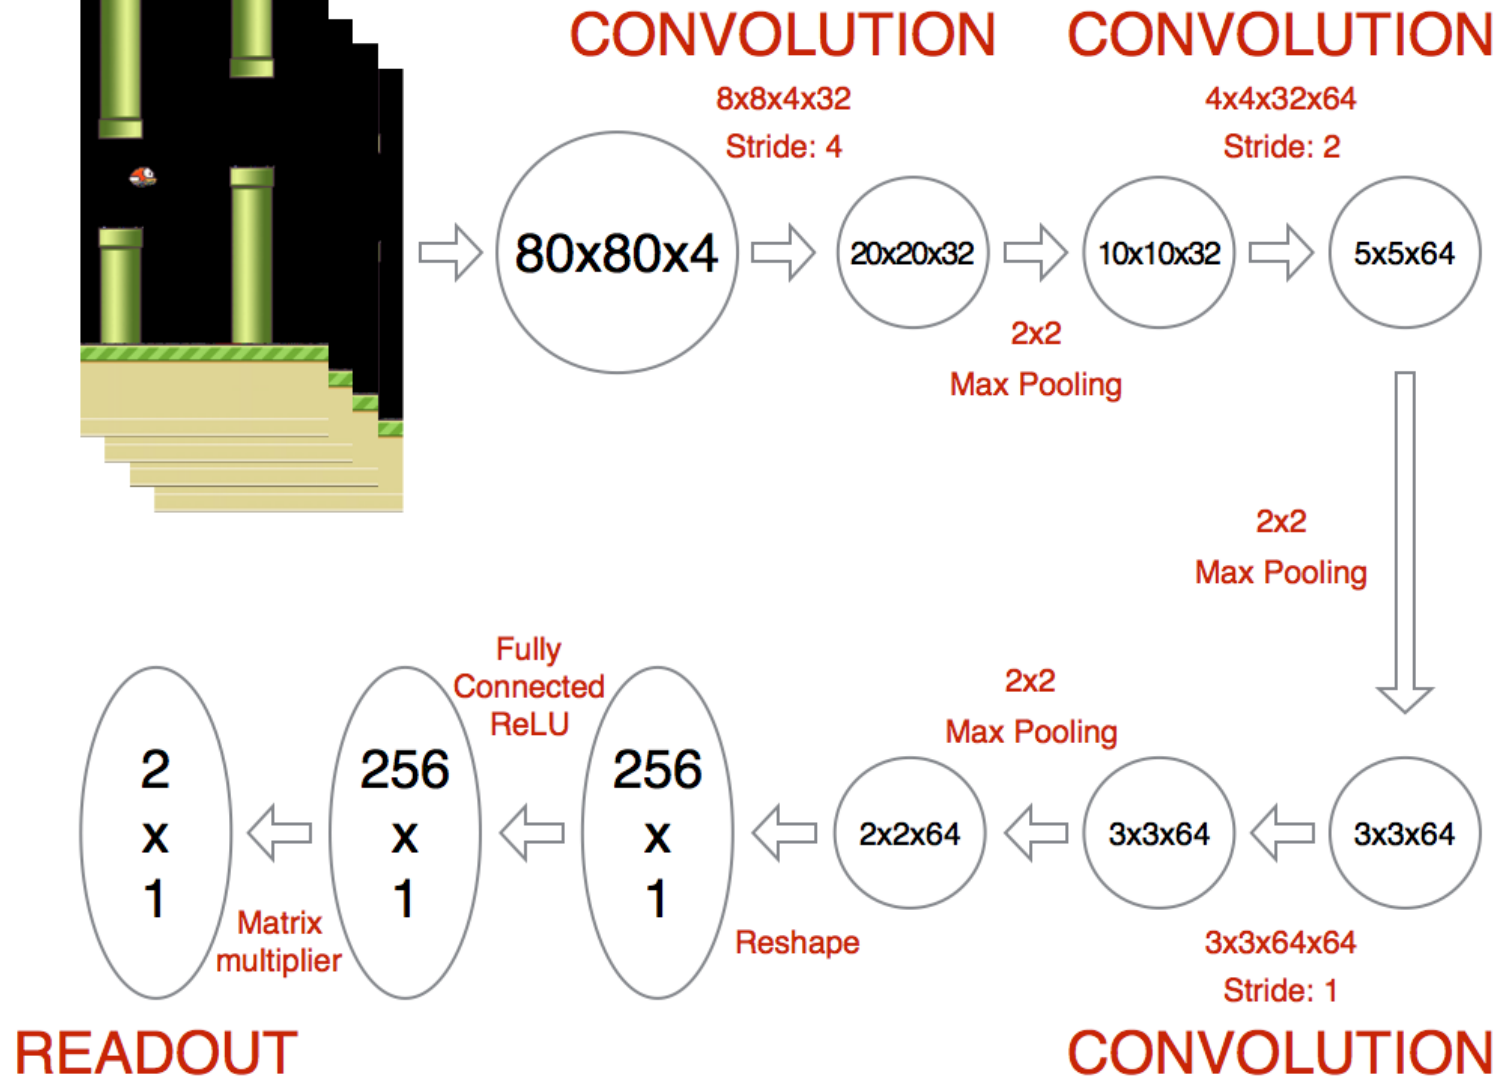 CONVOLUTION
8x8x4x32
Stride: 4
CONVOLUTION
4x4x32x64
Stride: 2
80x80x4
20x20x32
10x10x32
5x5x64
2x2
Max Pooling
2x2
Max Pooling
3x3x64
3x3x64x64
Stride: 1
CONVOLUTION
3x3x64
2x2
Max Pooling
2x2x64
Reshape
256
x
1
Fully
Connected
ReLU
256
x
1
Matrix
multiplier
2
x
1
READOUT